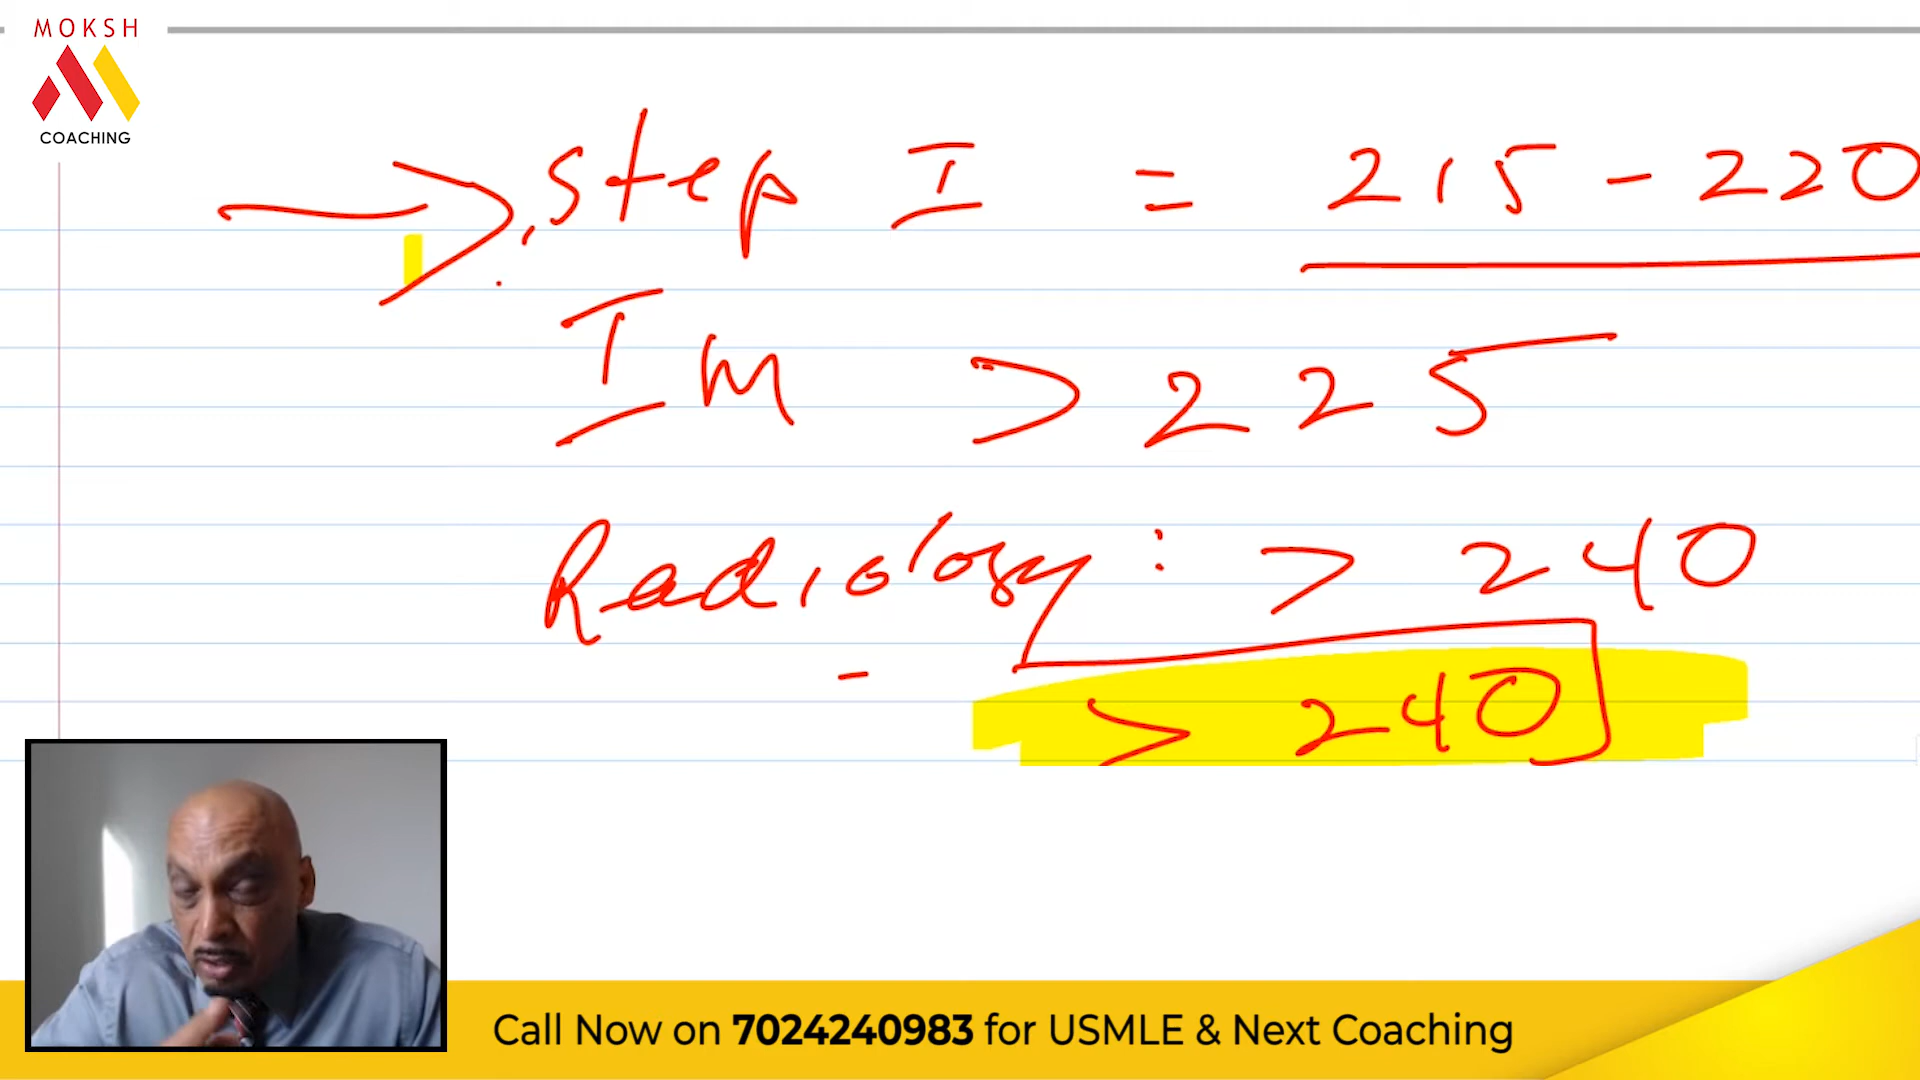 MOKSH
COACHING
Step I = 215 - 220
IM > 225
Radiology : > 240
> 240
Call Now on 7024240983 for USMLE & Next Coaching